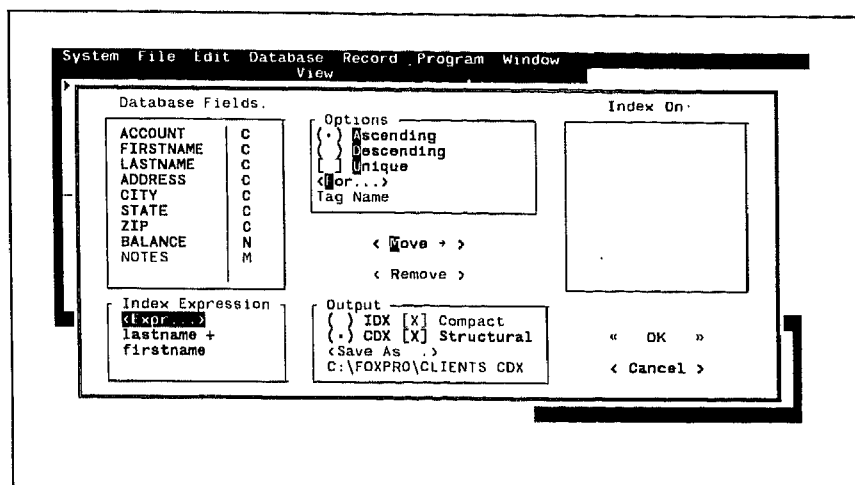 System File Edit Database Record Program Window
View
Database Fields.
ACCOUNT C
FIRSTNAME C
LASTNAME C
ADDRESS C
CITY C
STATE C
ZIP C
BALANCE N
NOTES M
Options
(·) Ascending
( ) Descending
[ ] Unique
<For...>
Tag Name
< Move → >
< Remove >
Index On
Index Expression
<Expr...>
lastname +
firstname
Output
( ) IDX [X] Compact
(·) CDX [X] Structural
<Save As .>
C:\FOXPRO\CLIENTS CDX
« OK »
< Cancel >